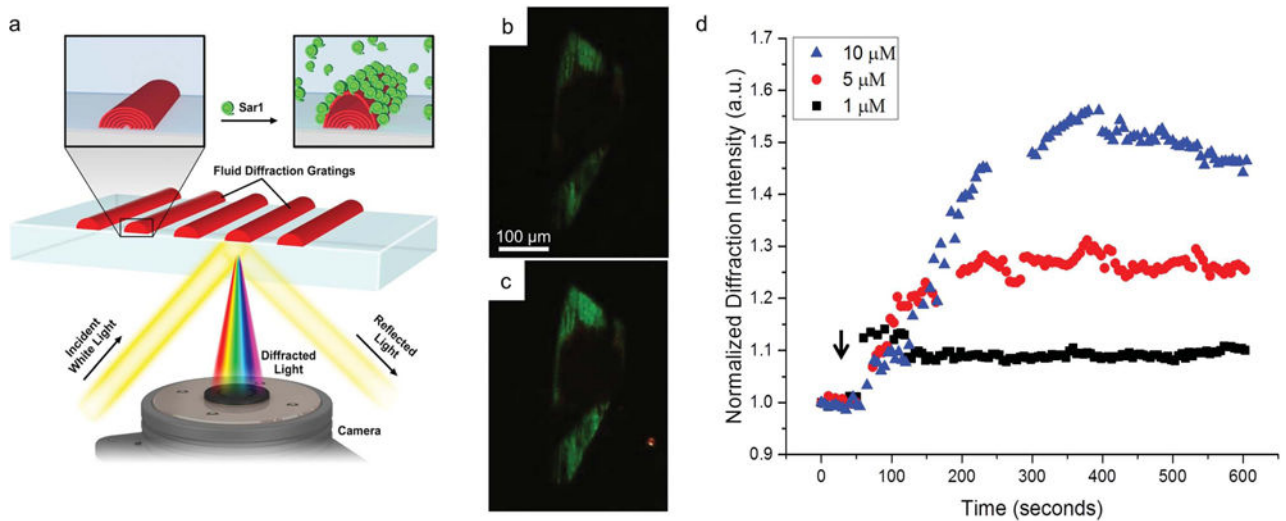 a
Sar1
Fluid Diffraction Gratings
Incident
White Light
Reflected
Light
Diffracted
Light
Camera
b
100 µm
c
d
10 µM
5 µM
1 µM
Normalized Diffraction Intensity (a.u.)
1.7
1.6
1.5
1.4
1.3
1.2
1.1
1.0
0.9
0
100
200
300
400
500
600
Time (seconds)